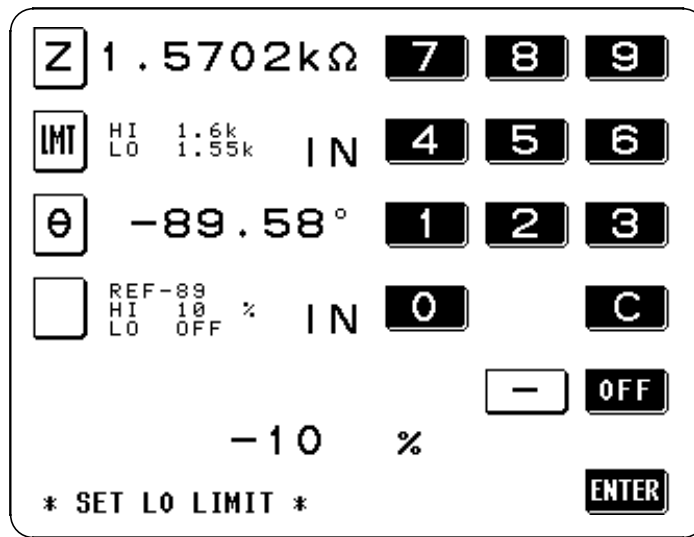 Z 1.5702kΩ 7 8 9
LMT HI 1.6k IN 4 5 6
LO 1.55k
θ -89.58° 1 2 3
REF-89
HI 10 % IN 0 C
LO OFF
- OFF
-10 %
* SET LO LIMIT * ENTER